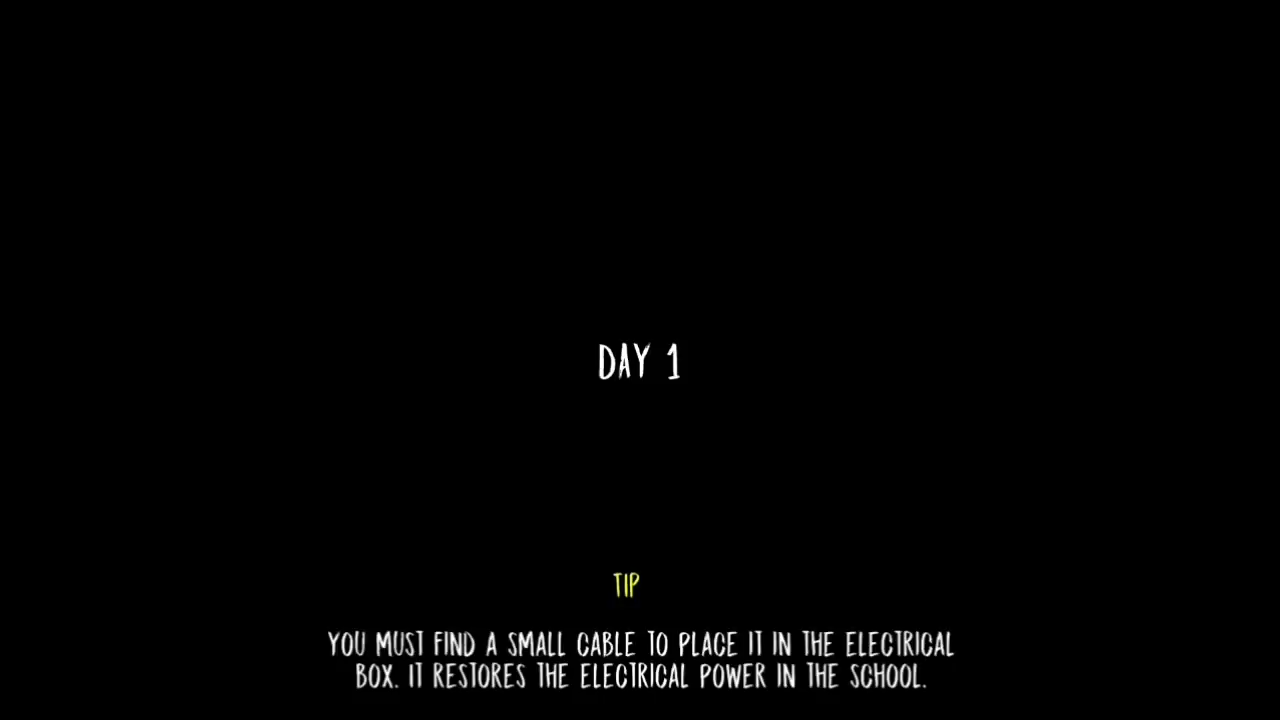 DAY 1
TIP
YOU MUST FIND A SMALL CABLE TO PLACE IT IN THE ELECTRICAL
BOX. IT RESTORES THE ELECTRICAL POWER IN THE SCHOOL.